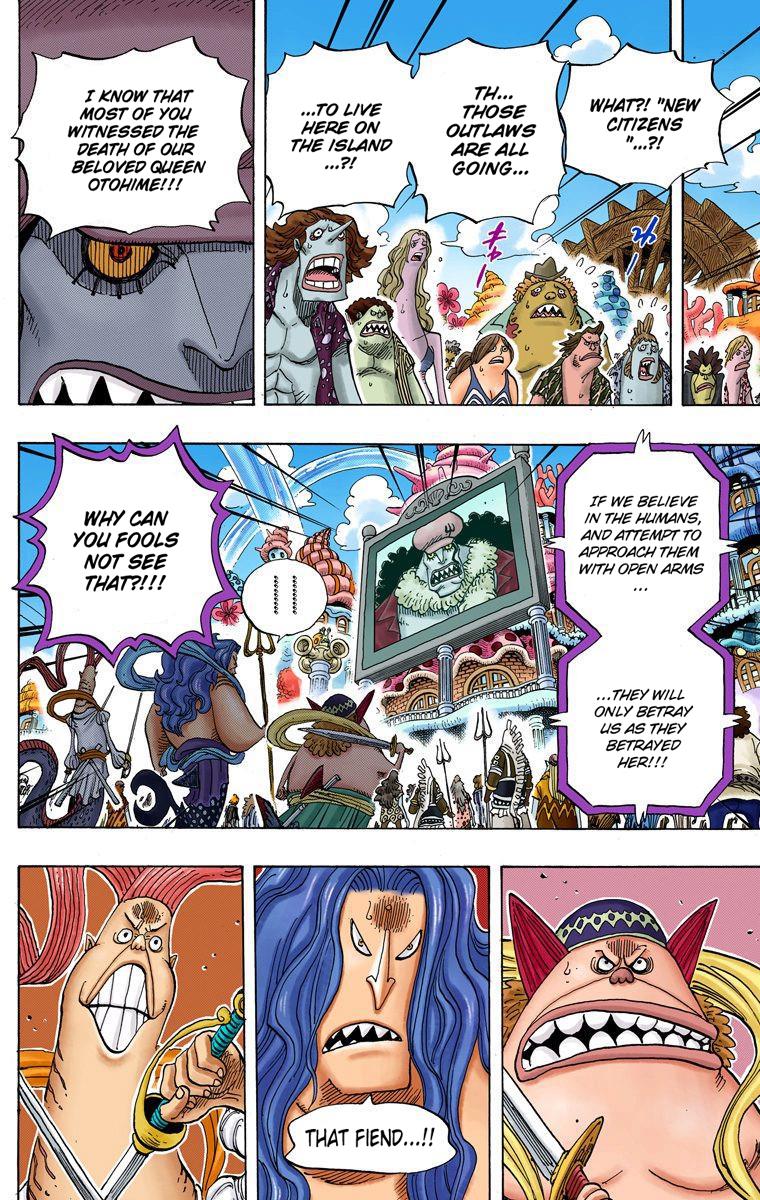 WHAT?! "NEW
CITIZENS
"...?!
TH...
THOSE
OUTLAWS
ARE ALL
GOING...
...TO LIVE
HERE ON
THE ISLAND
...?!
I KNOW THAT
MOST OF YOU
WITNESSED THE
DEATH OF OUR
BELOVED QUEEN
OTOHIME!!!
IF WE BELIEVE
IN THE HUMANS,
AND ATTEMPT TO
APPROACH THEM
WITH OPEN ARMS
...
...THEY WILL
ONLY BETRAY
US AS THEY
BETRAYED
HER!!!
WHY CAN
YOU FOOLS
NOT SEE
THAT?!!!
THAT FIEND...!!